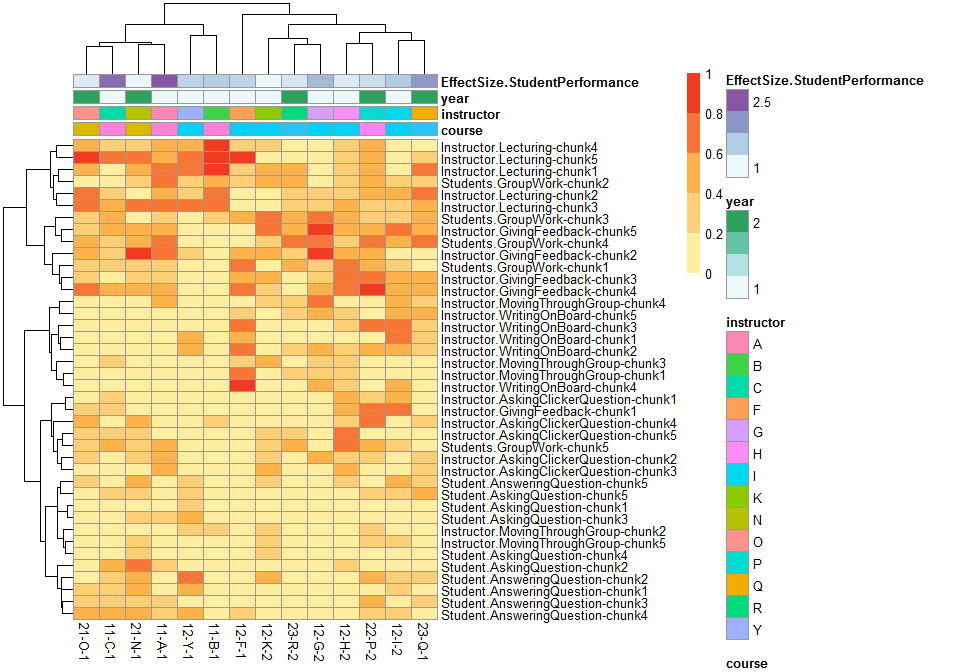 EffectSize.StudentPerformance
year
instructor
course
Instructor.Lecturing-chunk4
Instructor.Lecturing-chunk5
Instructor.Lecturing-chunk1
Students.GroupWork-chunk2
Instructor.Lecturing-chunk2
Instructor.Lecturing-chunk3
Students.GroupWork-chunk3
Instructor.GivingFeedback-chunk5
Students.GroupWork-chunk4
Instructor.GivingFeedback-chunk2
Students.GroupWork-chunk1
Instructor.GivingFeedback-chunk3
Instructor.GivingFeedback-chunk4
Instructor.MovingThroughGroup-chunk4
Instructor.WritingOnBoard-chunk5
Instructor.WritingOnBoard-chunk3
Instructor.WritingOnBoard-chunk1
Instructor.WritingOnBoard-chunk2
Instructor.MovingThroughGroup-chunk3
Instructor.MovingThroughGroup-chunk1
Instructor.WritingOnBoard-chunk4
Instructor.AskingClickerQuestion-chunk1
Instructor.GivingFeedback-chunk1
Instructor.AskingClickerQuestion-chunk4
Instructor.AskingClickerQuestion-chunk5
Students.GroupWork-chunk5
Instructor.AskingClickerQuestion-chunk2
Instructor.AskingClickerQuestion-chunk3
Student.AnsweringQuestion-chunk5
Student.AskingQuestion-chunk5
Student.AskingQuestion-chunk1
Student.AskingQuestion-chunk3
Instructor.MovingThroughGroup-chunk2
Instructor.MovingThroughGroup-chunk5
Student.AskingQuestion-chunk4
Student.AskingQuestion-chunk2
Student.AnsweringQuestion-chunk2
Student.AnsweringQuestion-chunk1
Student.AnsweringQuestion-chunk3
Student.AnsweringQuestion-chunk4
21-O-1
11-C-1
21-N-1
11-A-1
12-Y-1
11-B-1
12-F-1
12-K-2
23-R-2
12-G-2
12-H-2
22-P-2
12-I-2
23-Q-1
1
0.8
0.6
0.4
0.2
0
EffectSize.StudentPerformance
2.5
1
year
2
1
instructor
A
B
C
F
G
H
I
K
N
O
P
Q
R
Y
course